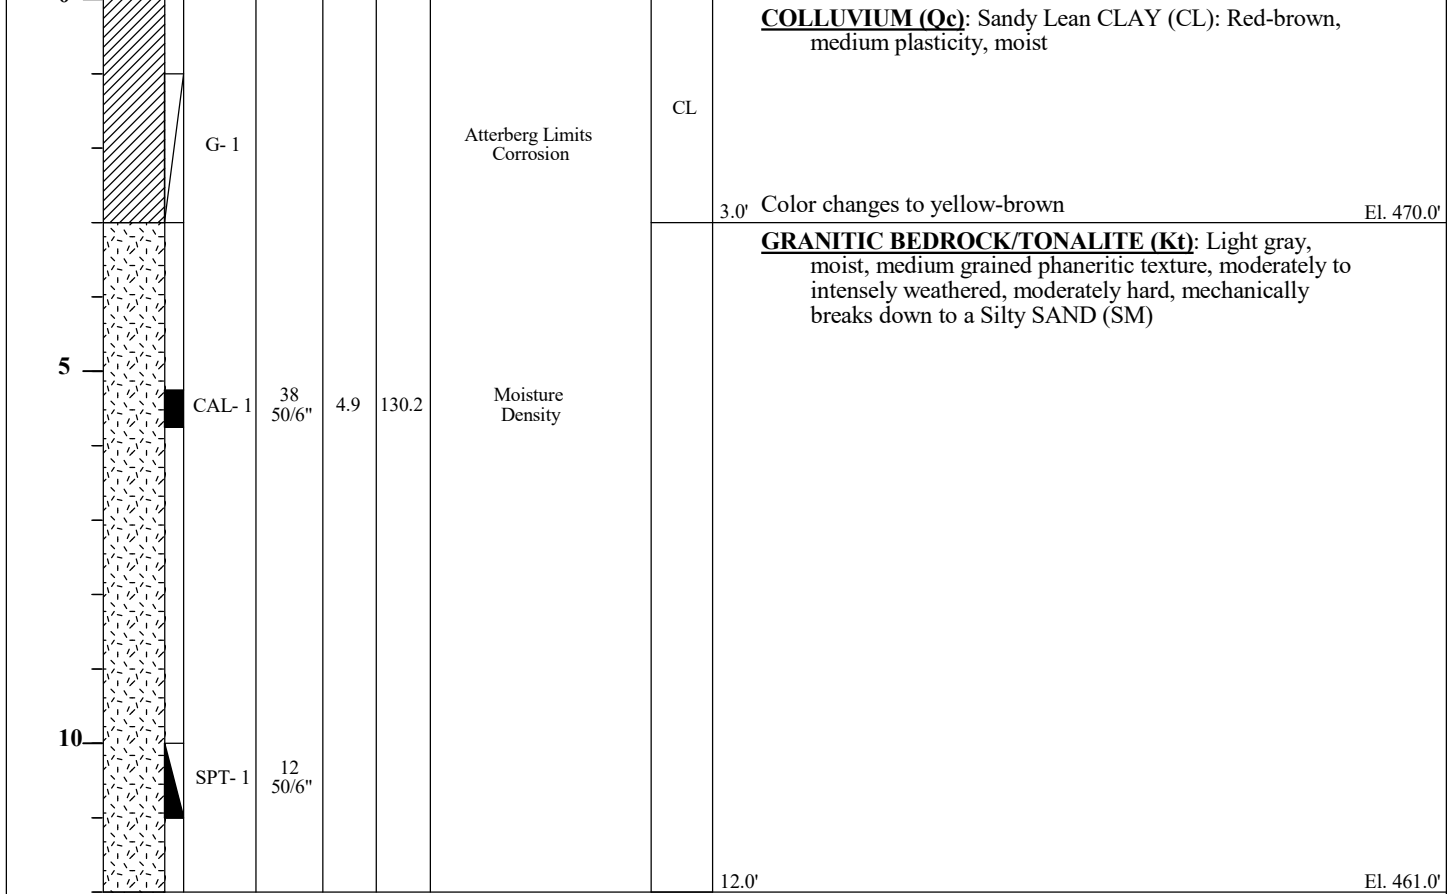 COLLUVIUM (Qc): Sandy Lean CLAY (CL): Red-brown,
medium plasticity, moist
CL
G- 1
Atterberg Limits
Corrosion
3.0' Color changes to yellow-brown El. 470.0'
GRANITIC BEDROCK/TONALITE (Kt): Light gray,
moist, medium grained phaneritic texture, moderately to
intensely weathered, moderately hard, mechanically
breaks down to a Silty SAND (SM)
5
CAL- 1
38
50/6"
4.9
130.2
Moisture
Density
10
SPT- 1
12
50/6"
12.0' El. 461.0'